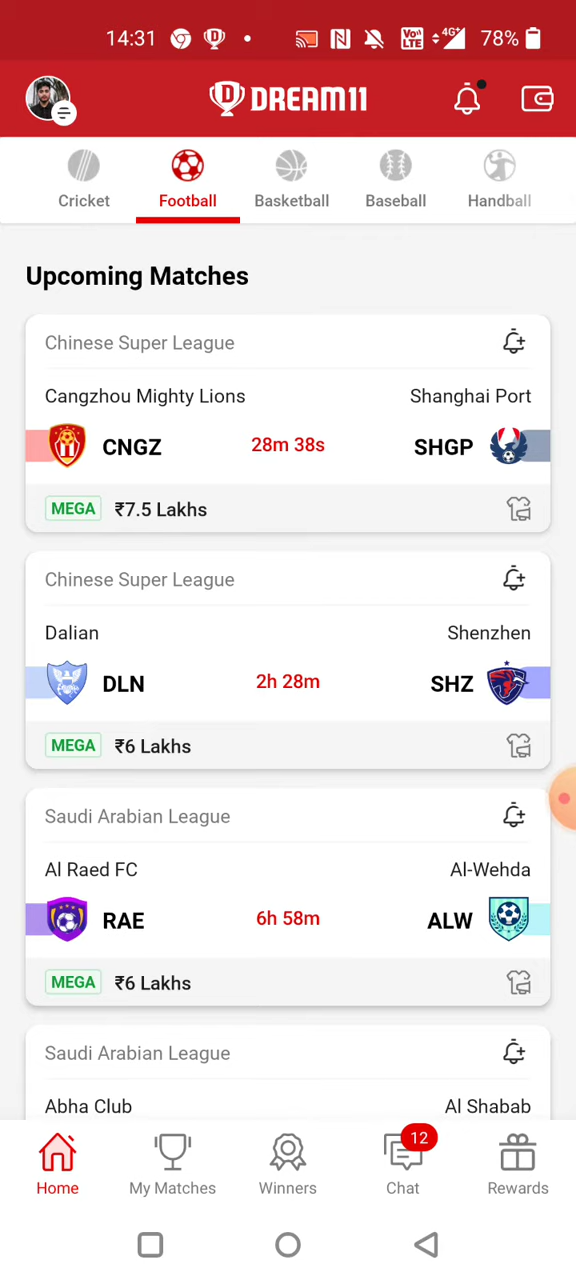 14:31 Vo) LTE 4G+ 78%
DREAM11
Cricket Football Basketball Baseball Handball
Upcoming Matches
Chinese Super League
Cangzhou Mighty Lions Shanghai Port
CNGZ 28m 38s SHGP
MEGA ₹7.5 Lakhs
Chinese Super League
Dalian Shenzhen
DLN 2h 28m SHZ
MEGA ₹6 Lakhs
Saudi Arabian League
Al Raed FC Al-Wehda
RAE 6h 58m ALW
MEGA ₹6 Lakhs
Saudi Arabian League
Abha Club Al Shabab
12
Home My Matches Winners Chat Rewards